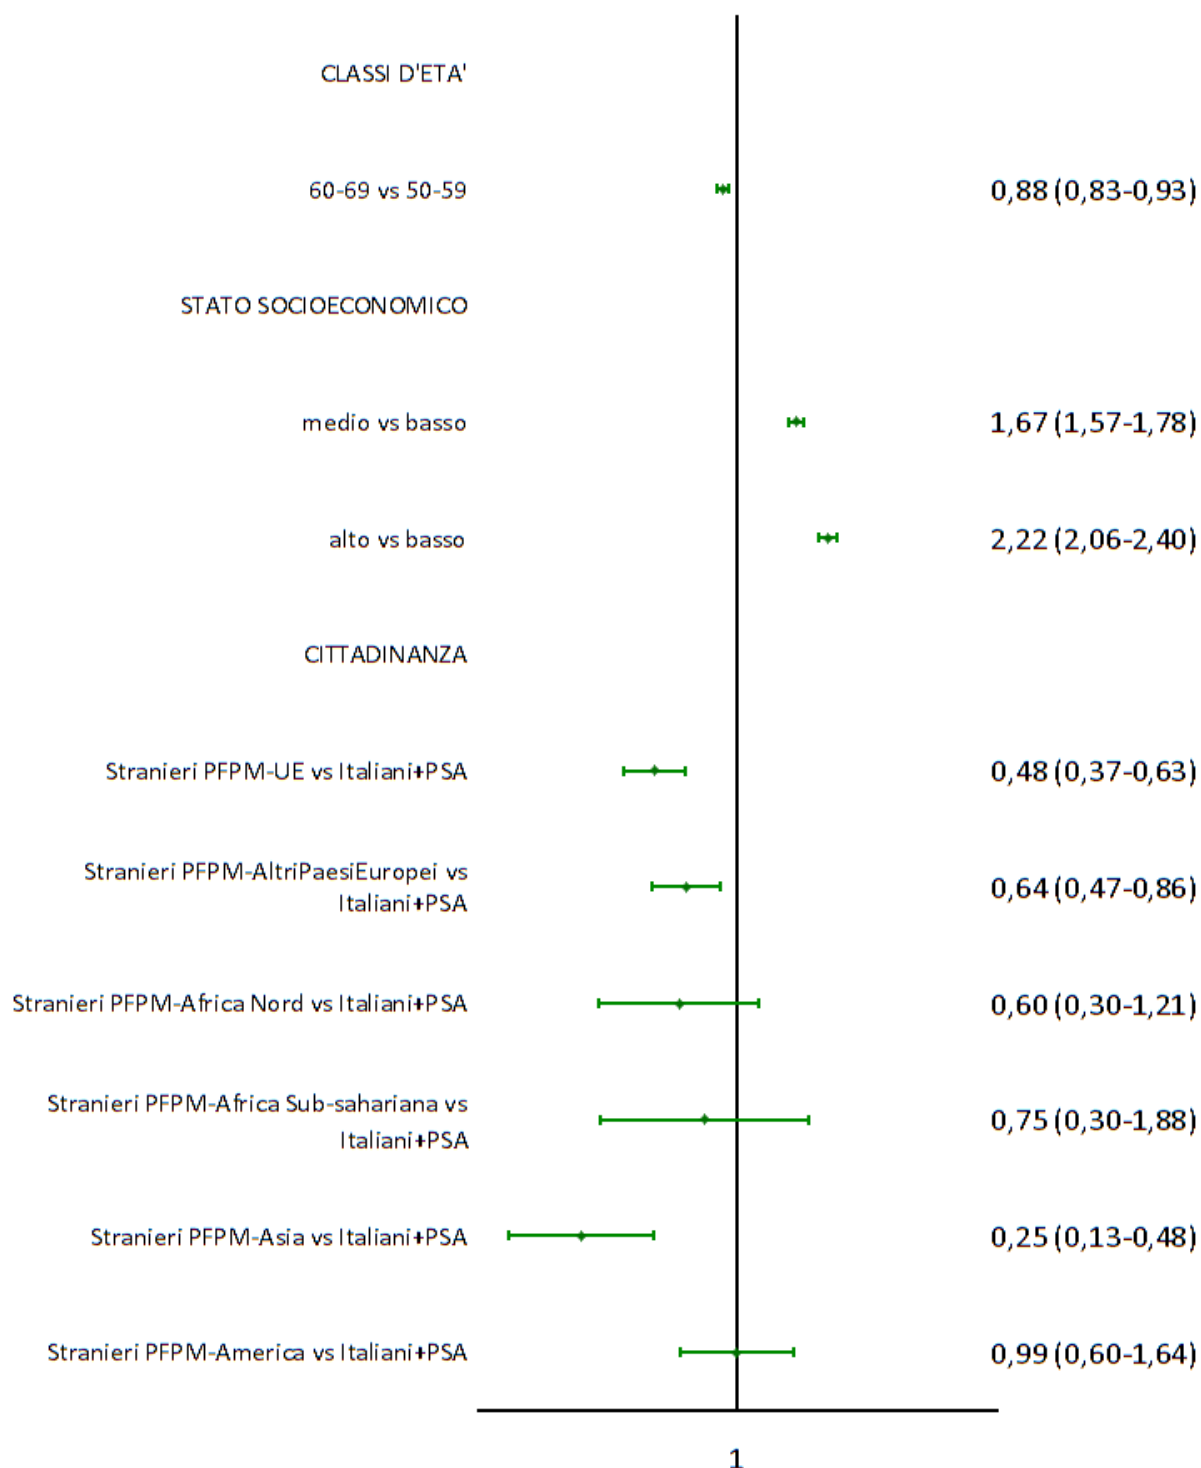 CLASSI D'ETA'
60-69 vs 50-59 0,88 (0,83-0,93)
STATO SOCIOECONOMICO
medio vs basso 1,67 (1,57-1,78)
alto vs basso 2,22 (2,06-2,40)
CITTADINANZA
Stranieri PFPM-UE vs Italiani+PSA 0,48 (0,37-0,63)
Stranieri PFPM-AltriPaesiEuropei vs
Italiani+PSA 0,64 (0,47-0,86)
Stranieri PFPM-Africa Nord vs Italiani+PSA 0,60 (0,30-1,21)
Stranieri PFPM-Africa Sub-sahariana vs
Italiani+PSA 0,75 (0,30-1,88)
Stranieri PFPM-Asia vs Italiani+PSA 0,25 (0,13-0,48)
Stranieri PFPM-America vs Italiani+PSA 0,99 (0,60-1,64)
1